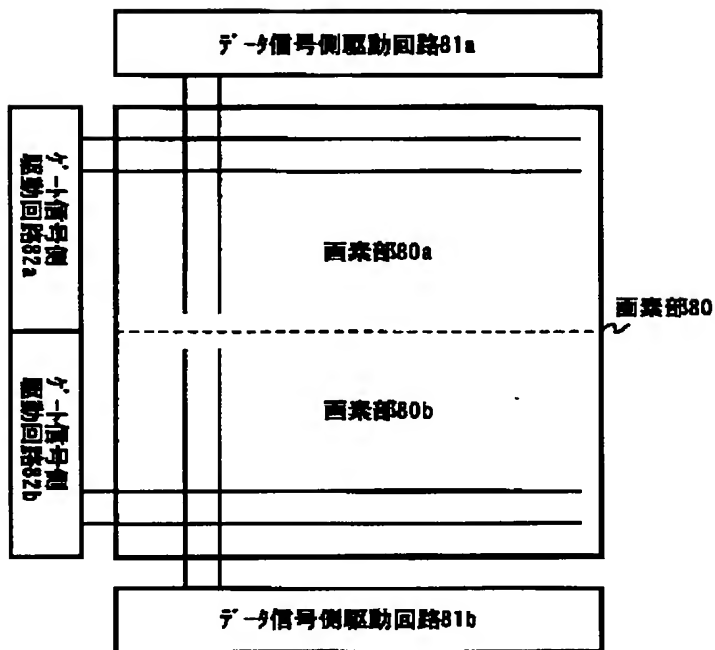 データ信号側駆動回路81a
ゲート信号側
駆動回路82a
画素部80a
画素部80
画素部80b
ゲート信号側
駆動回路82b
データ信号側駆動回路81b